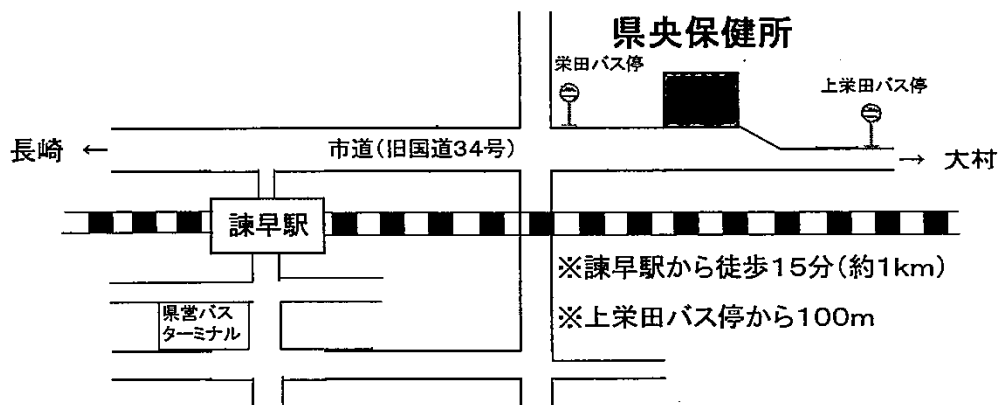 県央保健所
栄田バス停
上栄田バス停
長崎 ←
市道(旧国道34号)
→ 大村
諫早駅
※諫早駅から徒歩15分(約1km)
県営バス
ターミナル
※上栄田バス停から100m